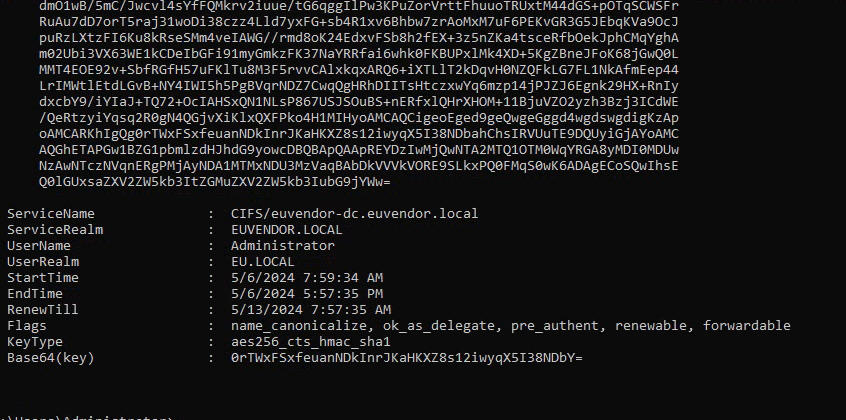 dmO1wB/5mC/Jwcvl4sYfFQMkrv2iuue/tG6qggIlPw3KPuZorVrttFhuuoTRUxtM44dGS+pOTqSCWSFr
RuAu7dD7orT5raj31woDi38czz4Lld7yxFG+sb4R1xv6Bhbw7zrAoMxM7uF6PEKvGR3G5JEbqKVa9OcJ
puRzLXtzFI6Ku8kRseSMm4veIAWG//rmd8oK24EdxvFSb8h2fEX+3z5nZKa4tsceRfbOekJphCMqYghA
m02Ubi3VX63WE1kCDeIbGFi91myGmkzFK37NaYRRfai6whk0FKBUPxlMk4XD+5KgZBneJFoK68jGwQ0L
MMT4EOE92v+SbfRGfH57uFKlTu8M3F5rvvCAlxkqxARQ6+iXTLlT2kDqvH0NZQFkLG7FL1NkAfmEep44
LrIMWtlEtdLGvB+NY4IWI5h5PgBVqrNDZ7CwqQgHRhDIITsHtczxwYq6mzp14jPJZJ6Egnk29HX+RnIy
dxcbY9/iYIaJ+TQ72+OcIAHSxQN1NLsP867USJSOuBS+nERfxlQHrXHOM+11BjuVZO2yzh3Bzj3ICdWE
/QeRtzyiYqsq2R0gN4QGjvXiKlxQXFPko4H1MIHyoAMCAQCigeoEged9geQwgeGggd4wgdswgdigKzAp
oAMCARKhIgQg0rTWxFSxfeuanNDkInrJKaHKXZ8s12iwyqX5I38NDbahChsIRVUuTE9DQUyiGjAYoAMC
AQGhETAPGw1BZG1pbmlzdHJhdG9yowcDBQBApQAApREYDzIwMjQwNTA2MTQ1OTM0WqYRGA8yMDI0MDUw
NzAwNTczNVqnERgPMjAyNDA1MTMxNDU3MzVaqBAbDkVVVkVORE9SLkxPQ0FMqS0wK6ADAgECoSQwIhsE
Q0lGUxsaZXV2ZW5kb3ItZGMuZXV2ZW5kb3IubG9jYWw=
ServiceName : CIFS/euvendor-dc.euvendor.local
ServiceRealm : EUVENDOR.LOCAL
UserName : Administrator
UserRealm : EU.LOCAL
StartTime : 5/6/2024 7:59:34 AM
EndTime : 5/6/2024 5:57:35 PM
RenewTill : 5/13/2024 7:57:35 AM
Flags : name_canonicalize, ok_as_delegate, pre_authent, renewable, forwardable
KeyType : aes256_cts_hmac_sha1
Base64(key) : 0rTWxFSxfeuanNDkInrJKaHKXZ8s12iwyqX5I38NDbY=